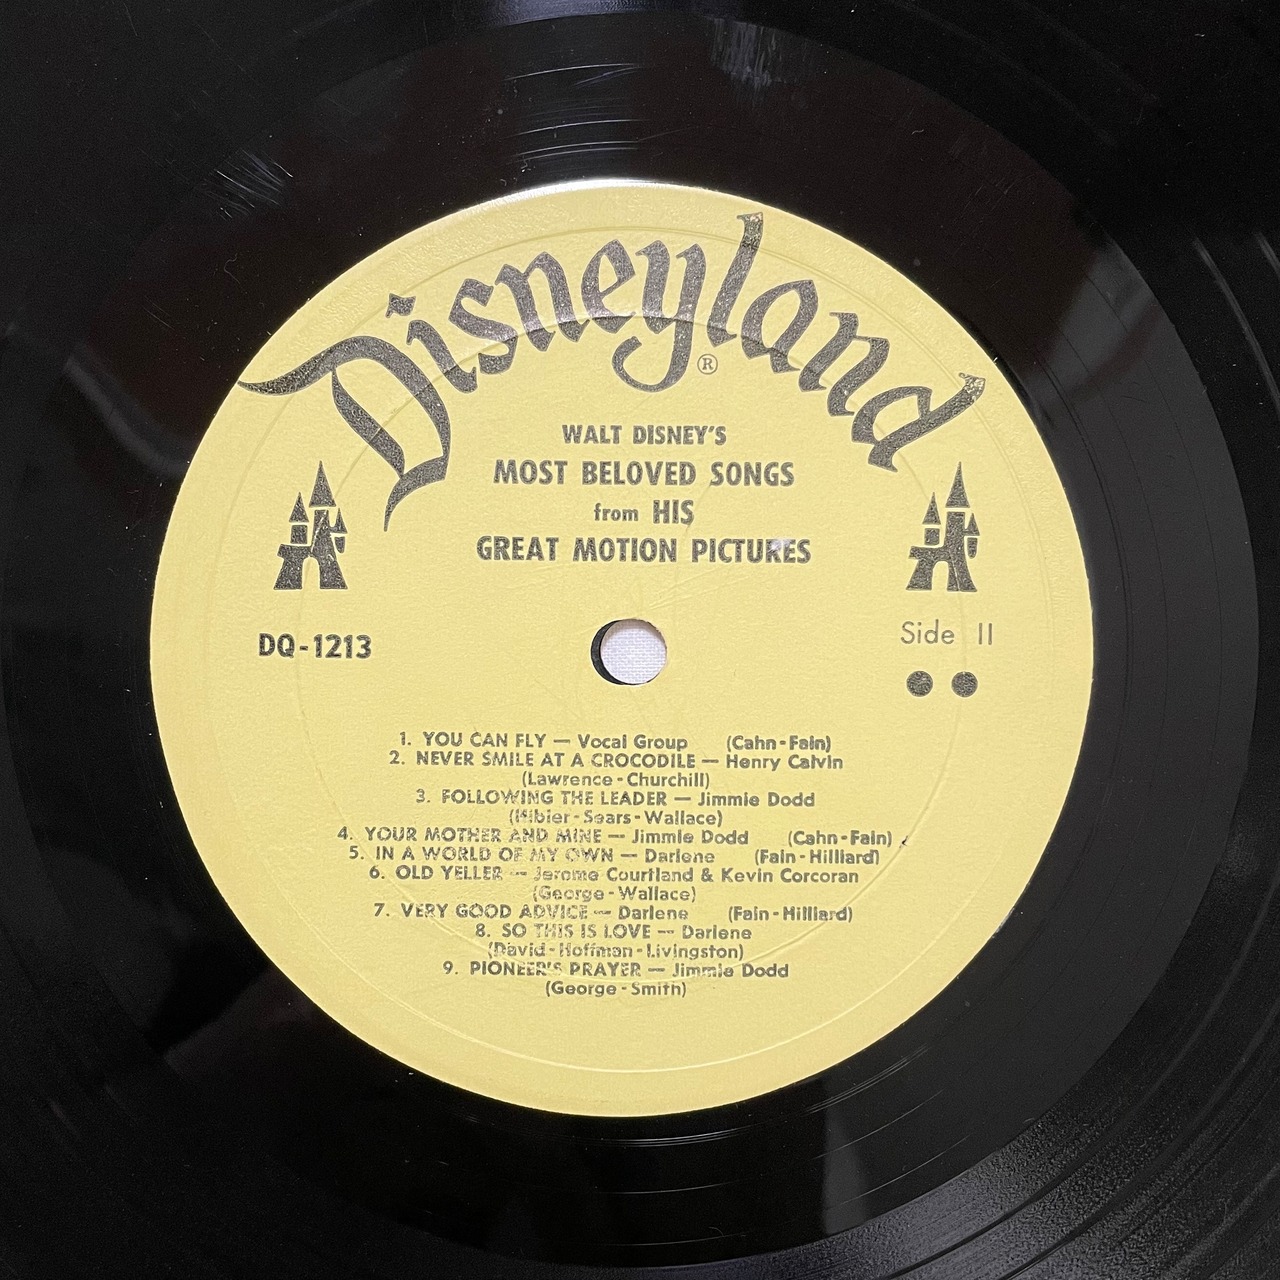 Disneyland
®
WALT DISNEY'S
MOST BELOVED SONGS
from HIS
GREAT MOTION PICTURES
DQ-1213
Side II
1. YOU CAN FLY — Vocal Group (Cahn-Fain)
2. NEVER SMILE AT A CROCODILE — Henry Calvin
(Lawrence-Churchill)
3. FOLLOWING THE LEADER — Jimmie Dodd
(Hibler-Sears-Wallace)
4. YOUR MOTHER AND MINE — Jimmie Dodd (Cahn-Fain)
5. IN A WORLD OF MY OWN — Darlene (Fain-Hilliard)
6. OLD YELLER — Jerome Courtland & Kevin Corcoran
(George-Wallace)
7. VERY GOOD ADVICE — Darlene (Fain-Hilliard)
8. SO THIS IS LOVE — Darlene
(David-Hoffman-Livingston)
9. PIONEER'S PRAYER — Jimmie Dodd
(George-Smith)